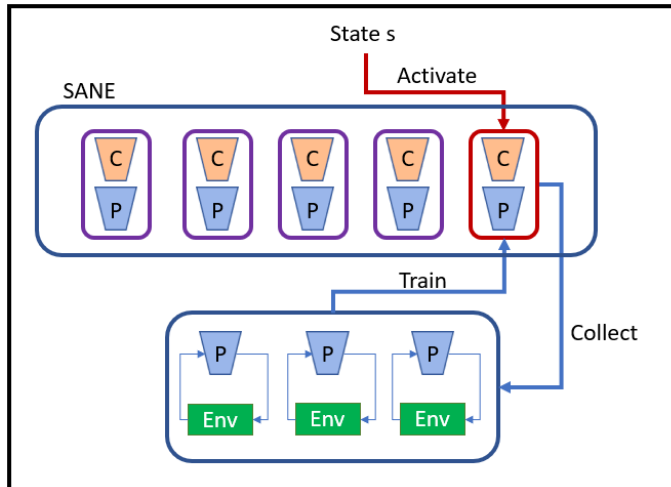 State s
Activate
SANE
C C C C C
P P P P P
Train
Collect
P P P
Env Env Env